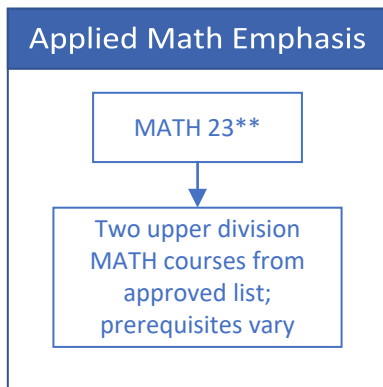 Applied Math Emphasis
MATH 23**
Two upper division
MATH courses from
approved list;
prerequisites vary